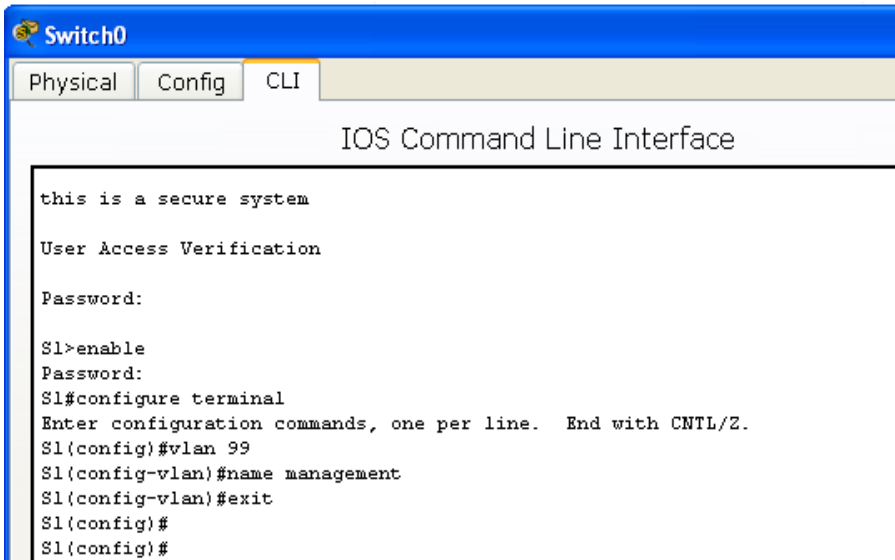 Switch0
Physical Config CLI
IOS Command Line Interface
this is a secure system
User Access Verification
Password:
S1>enable
Password:
S1#configure terminal
Enter configuration commands, one per line.  End with CNTL/Z.
S1(config)#vlan 99
S1(config-vlan)#name management
S1(config-vlan)#exit
S1(config)#
S1(config)#